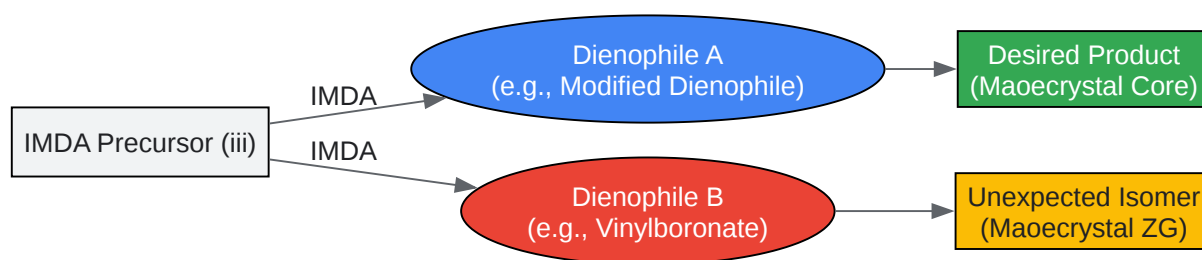 IMDA Precursor (iii)
IMDA
IMDA
Dienophile A
(e.g., Modified Dienophile)
Desired Product
(Maoecrystal Core)
Dienophile B
(e.g., Vinylboronate)
Unexpected Isomer
(Maoecrystal ZG)